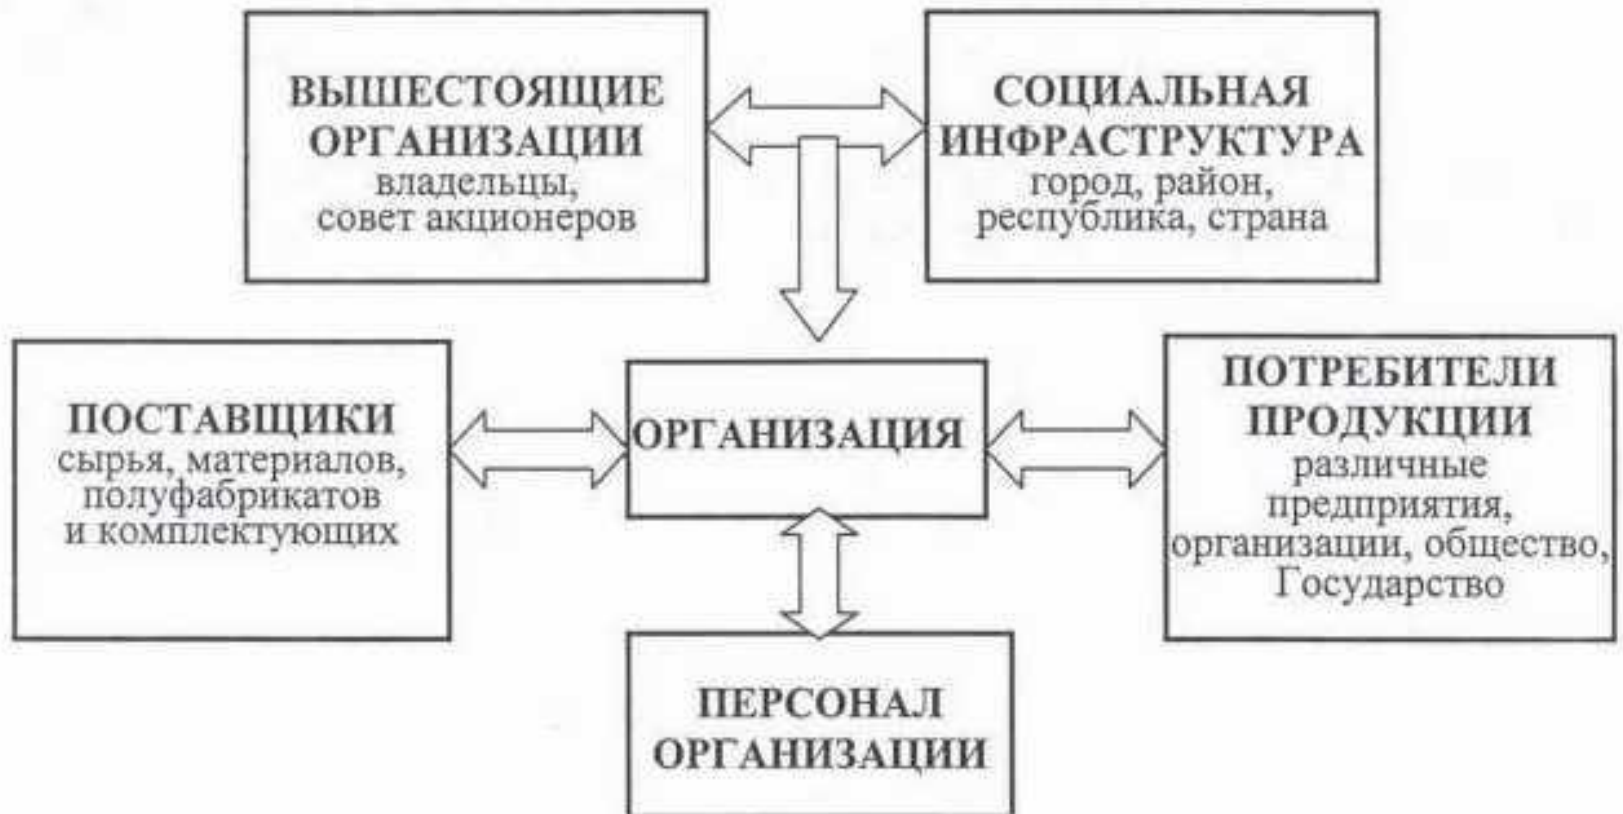 ВЫШЕСТОЯЩИЕ
ОРГАНИЗАЦИИ
владельцы,
совет акционеров
СОЦИАЛЬНАЯ
ИНФРАСТРУКТУРА
город, район,
республика, страна
ПОСТАВЩИКИ
сырья, материалов,
полуфабрикатов
и комплектующих
ОРГАНИЗАЦИЯ
ПОТРЕБИТЕЛИ
ПРОДУКЦИИ
различные
предприятия,
организации, общество,
Государство
ПЕРСОНАЛ
ОРГАНИЗАЦИИ